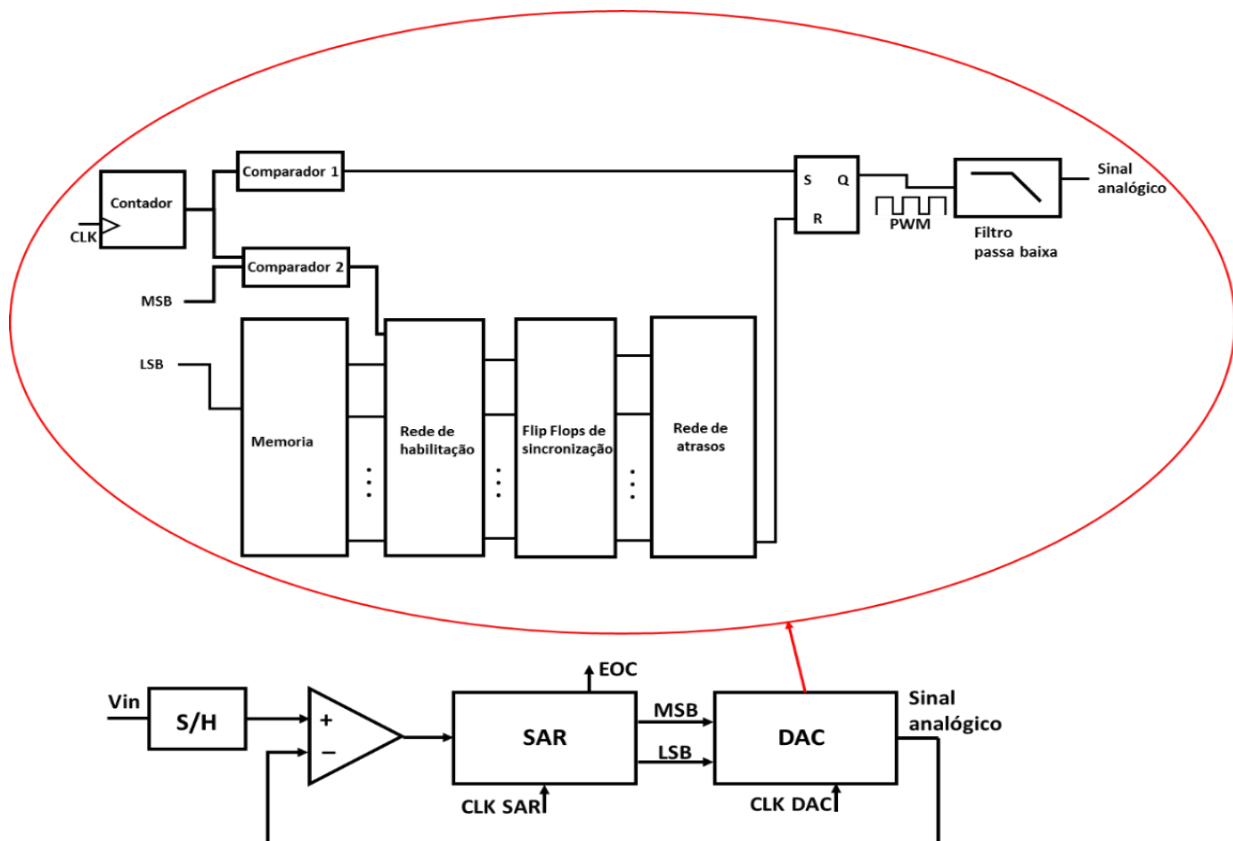 Comparador 1
Contador
CLK
Comparador 2
MSB
LSB
Memoria
Rede de
habilitação
Flip Flops de
sincronização
Rede de
atrasos
S
Q
R
PWM
Filtro
passa baixa
Sinal
analógico
Vin
S/H
+
−
EOC
SAR
MSB
LSB
DAC
Sinal
analógico
CLK SAR
CLK DAC